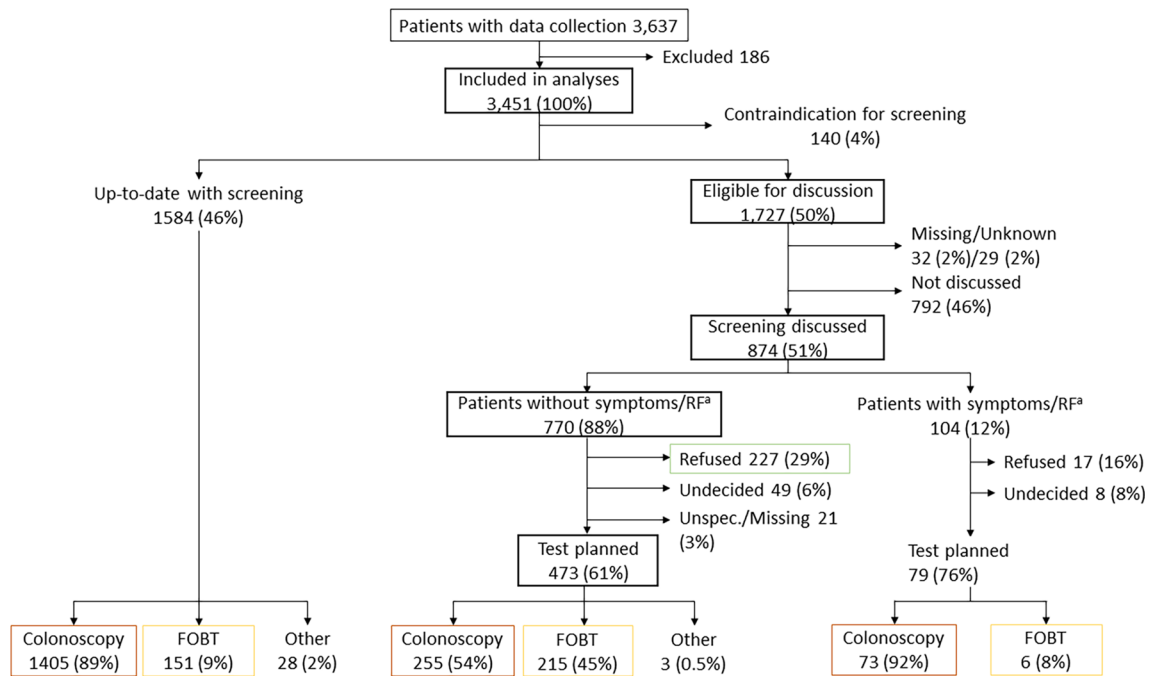 Patients with data collection 3,637
Excluded 186
Included in analyses
3,451 (100%)
Contraindication for screening
140 (4%)
Up-to-date with screening
1584 (46%)
Eligible for discussion
1,727 (50%)
Missing/Unknown
32 (2%)/29 (2%)
Not discussed
792 (46%)
Screening discussed
874 (51%)
Patients without symptoms/RFᵃ
770 (88%)
Patients with symptoms/RFᵃ
104 (12%)
Refused 227 (29%)
Undecided 49 (6%)
Unspec./Missing 21
(3%)
Refused 17 (16%)
Undecided 8 (8%)
Test planned
473 (61%)
Test planned
79 (76%)
Colonoscopy
1405 (89%)
FOBT
151 (9%)
Other
28 (2%)
Colonoscopy
255 (54%)
FOBT
215 (45%)
Other
3 (0.5%)
Colonoscopy
73 (92%)
FOBT
6 (8%)